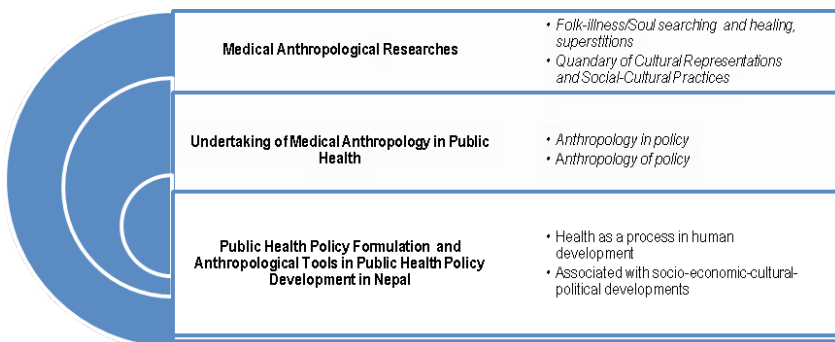 Medical Anthropological Researches
• Folk-illness/Soul searching and healing,
superstitions
• Quandary of Cultural Representations
and Social-Cultural Practices
Undertaking of Medical Anthropology in Public
Health
• Anthropology in policy
• Anthropology of policy
Public Health Policy Formulation and
Anthropological Tools in Public Health Policy
Development in Nepal
• Health as a process in human
development
• Associated with socio-economic-cultural-
political developments